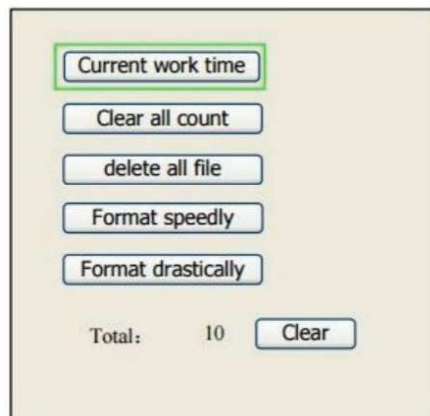 Current work time
Clear all count
delete all file
Format speedly
Format drastically
Total: 10 Clear